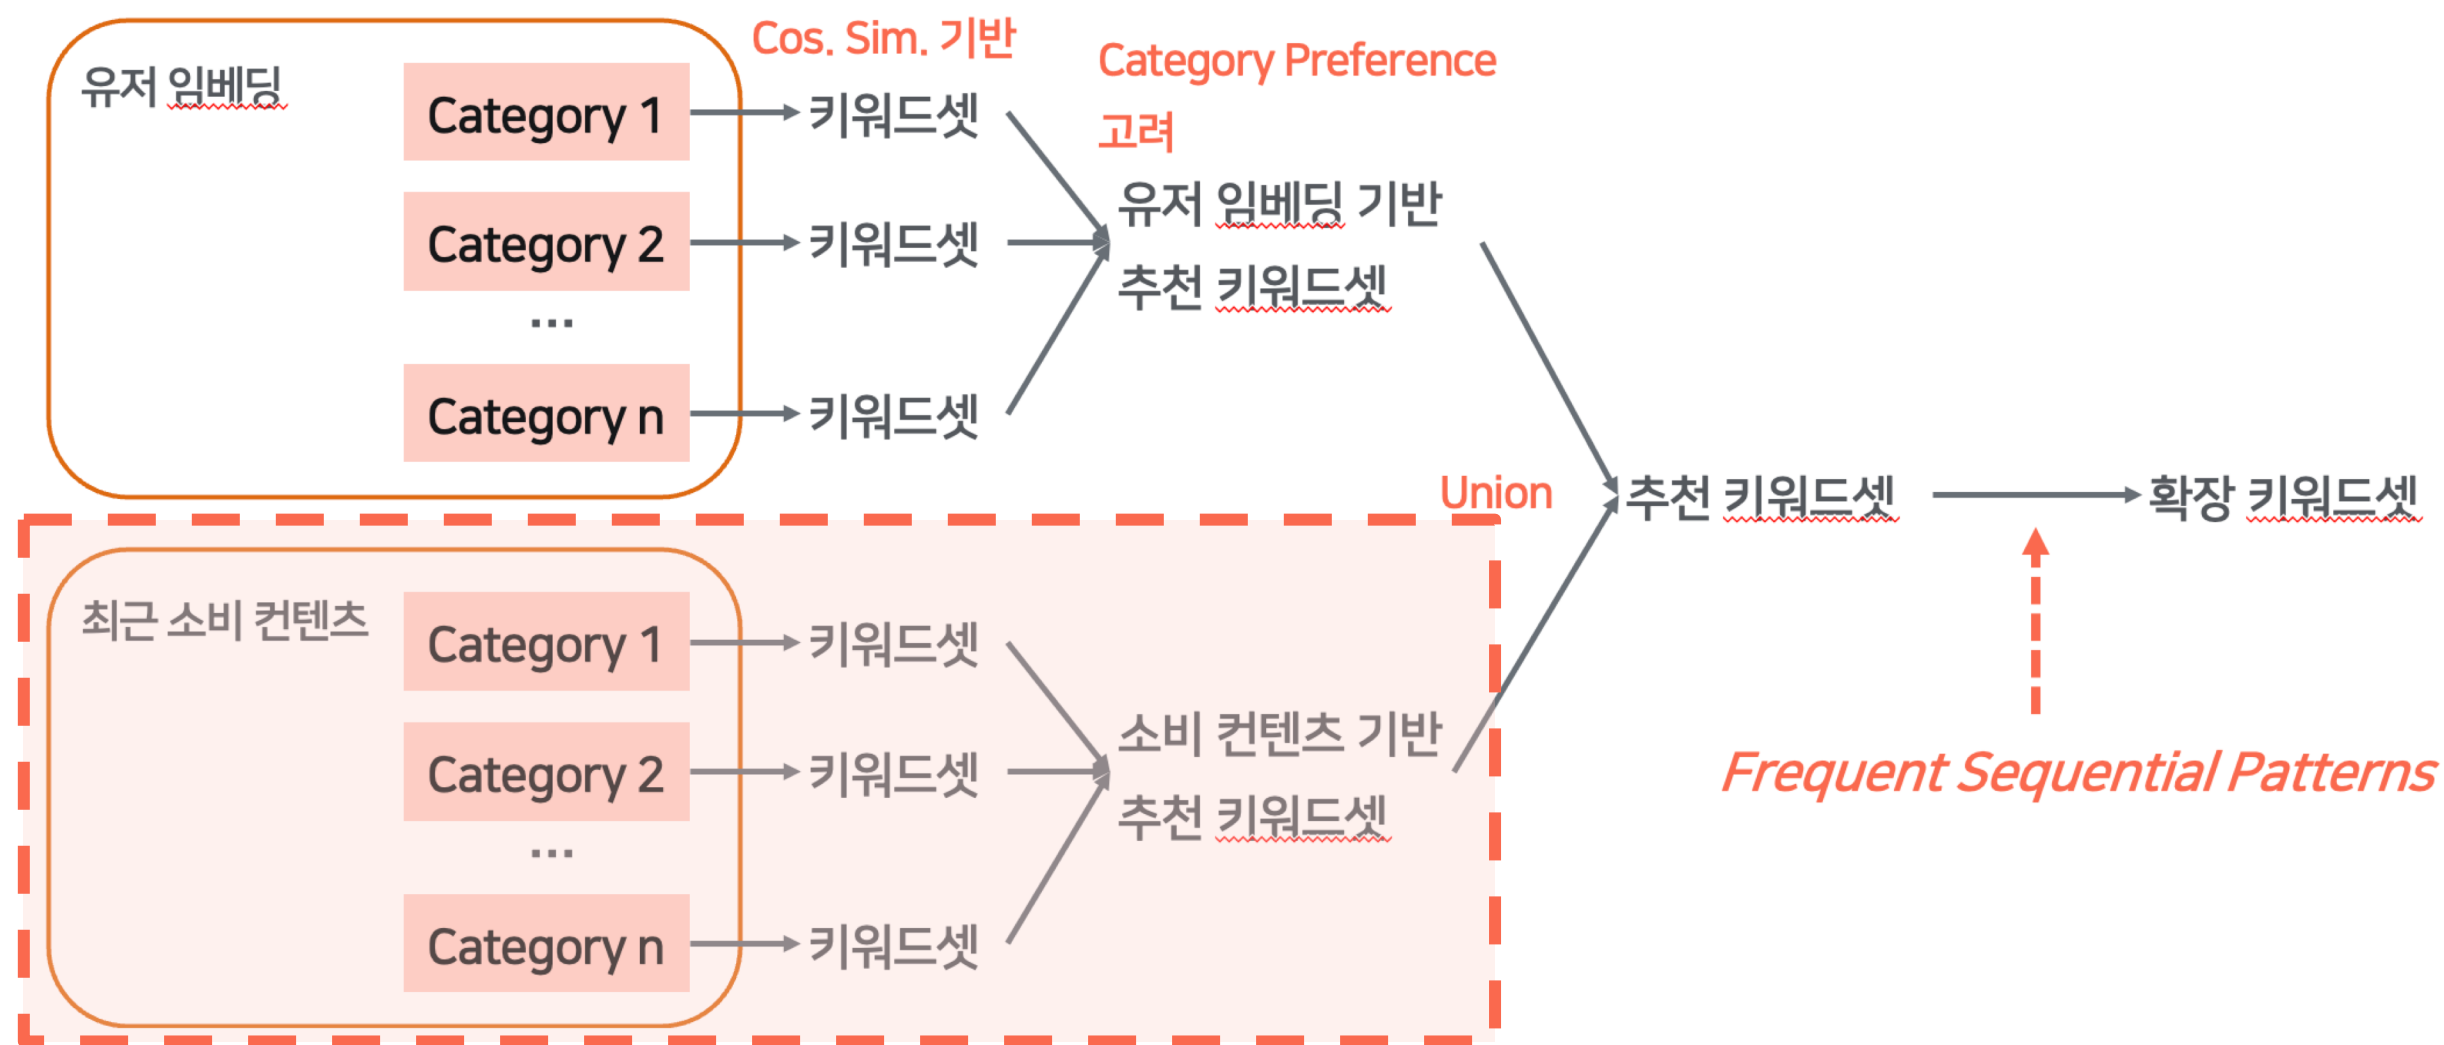 유저 임베딩
Category 1
Category 2
...
Category n
Cos. Sim. 기반
키워드셋
키워드셋
키워드셋
Category Preference
고려
유저 임베딩 기반
추천 키워드셋
최근 소비 컨텐츠
Category 1
Category 2
...
Category n
키워드셋
키워드셋
키워드셋
소비 컨텐츠 기반
추천 키워드셋
Union
추천 키워드셋
확장 키워드셋
Frequent Sequential Patterns